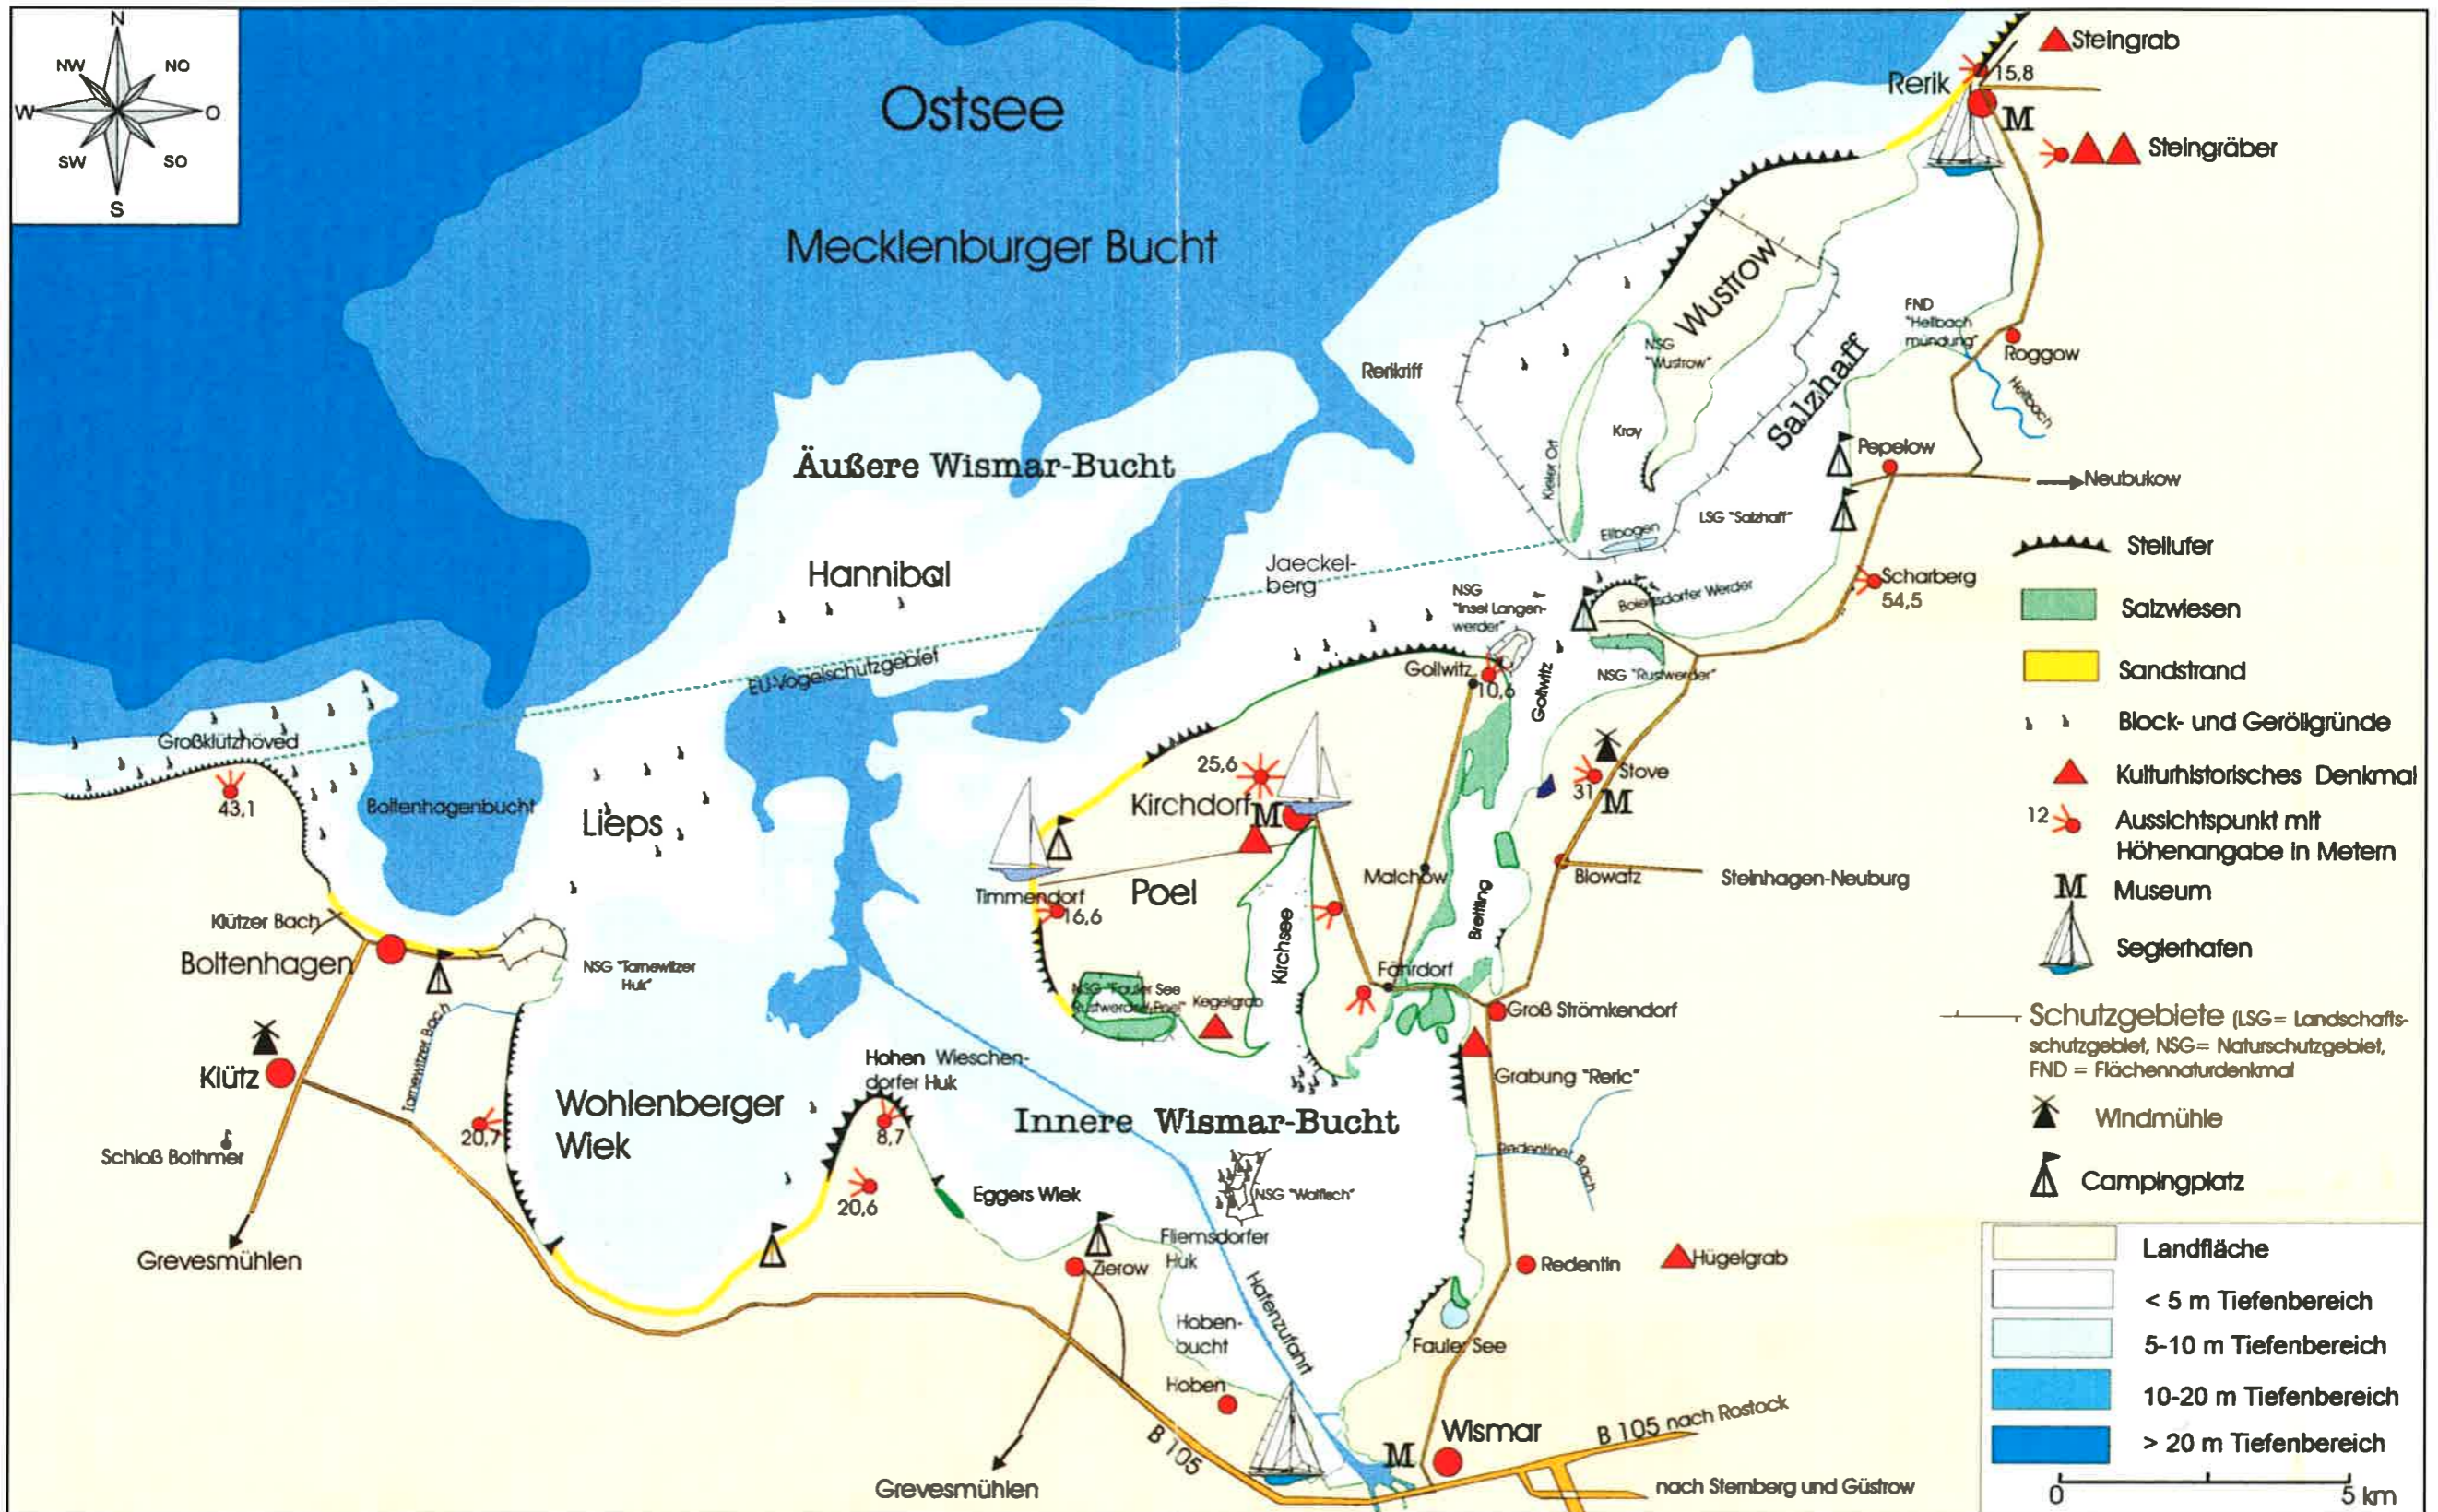 N
NW
NO
W
O
SW
SO
S
Ostsee
Mecklenburger Bucht
Steingrab
15,8
Rerik
M
Steingräber
Wustrow
NSG
"Wustrow"
FND
"Hellbach
mündung"
Roggow
Hellbach
Salzhaff
Rerikriff
Kroy
Kieler Ort
Pepelow
Neubukow
Äußere Wismar-Bucht
LSG "Salzhaff"
Ellbogen
Hannibal
Jaeckel-
berg
NSG
"Insel Langen-
werder"
Boiensdorfer Werder
Scharberg
54,5
EU-Vogelschutzgebiet
Gollwitz
10,6
Gollwitz
NSG "Rustwerder"
Großklützhöved
43,1
Boltenhagenbucht
Lieps
25,6
Kirchdorf
M
Stove
31
M
Timmendorf
16,6
Poel
Malchow
Kirchsee
Breitling
Blowatz
Steinhagen-Neuburg
Klützer Bach
Boltenhagen
NSG "Tarnewitzer
Huk"
Tarnewitzer Bach
NSG "Fauler See
Rustwerder-Poel"
Kegelgrab
Fährdorf
Groß Strömkendorf
Klütz
Schloß Bothmer
Grevesmühlen
20,7
Wohlenberger
Wiek
Hohen Wieschen-
dorfer Huk
8,7
20,6
Innere Wismar-Bucht
Grabung "Reric"
Redentiner Bach
NSG "Walfisch"
Eggers Wiek
Zierow
Fliemsdorfer
Huk
Hafenzufahrt
Hoben-
bucht
Hoben
Redentin
Hügelgrab
Fauler See
Grevesmühlen
B 105
M
Wismar
B 105 nach Rostock
nach Sternberg und Güstrow
Steilufer
Salzwiesen
Sandstrand
Block- und Geröllgründe
Kulturhistorisches Denkmal
12
Aussichtspunkt mit
Höhenangabe in Metern
M
Museum
Seglerhafen
Schutzgebiete (LSG= Landschafts-
schutzgebiet, NSG= Naturschutzgebiet,
FND = Flächennaturdenkmal
Windmühle
Campingplatz
Landfläche
< 5 m Tiefenbereich
5-10 m Tiefenbereich
10-20 m Tiefenbereich
> 20 m Tiefenbereich
0
5 km